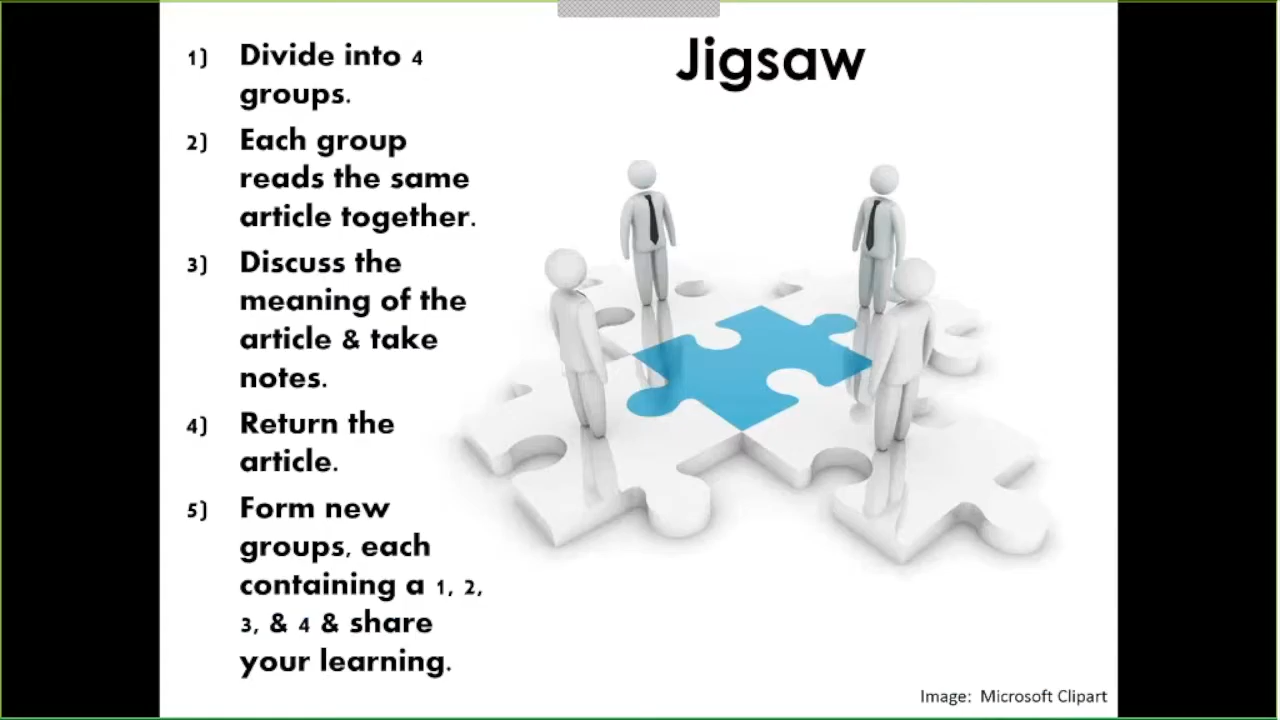 Jigsaw
1) Divide into 4
groups.
2) Each group
reads the same
article together.
3) Discuss the
meaning of the
article & take
notes.
4) Return the
article.
5) Form new
groups, each
containing a 1, 2,
3, & 4 & share
your learning.
Image: Microsoft Clipart